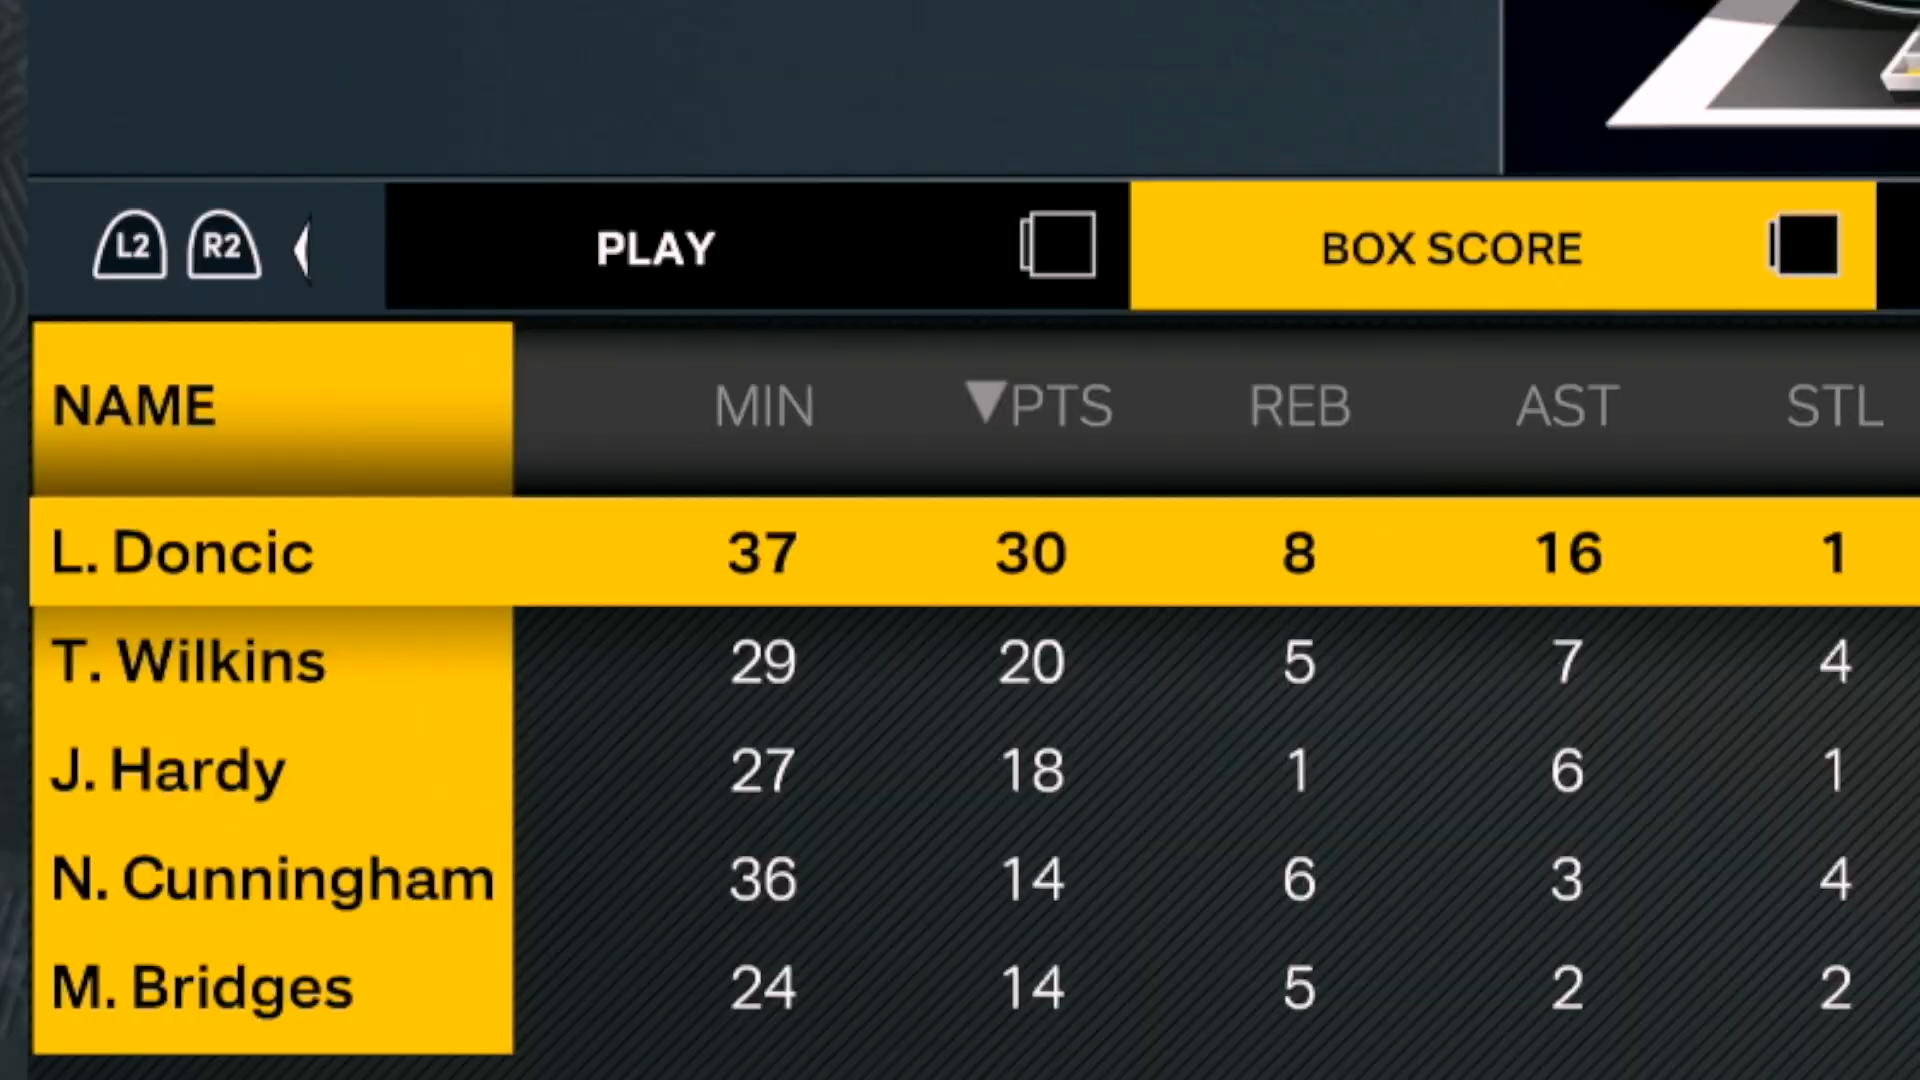 L2 R2 PLAY BOX SCORE
NAME MIN ▼PTS REB AST STL
L. Doncic 37 30 8 16 1
T. Wilkins 29 20 5 7 4
J. Hardy 27 18 1 6 1
N. Cunningham 36 14 6 3 4
M. Bridges 24 14 5 2 2